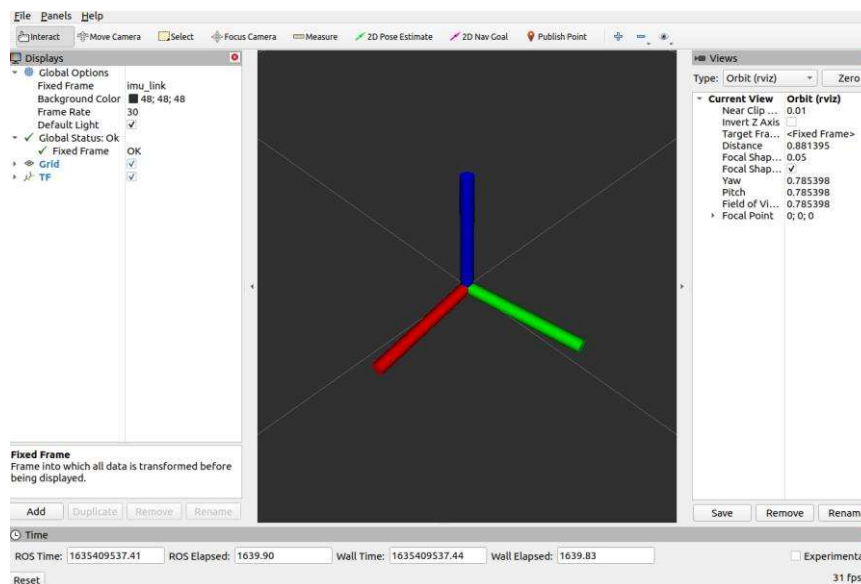 File Panels Help
Interact Move Camera Select Focus Camera Measure 2D Pose Estimate 2D Nav Goal Publish Point
Displays
Global Options
Fixed Frame imu_link
Background Color 48; 48; 48
Frame Rate 30
Default Light
Global Status: Ok
Fixed Frame OK
Grid
TF
Fixed Frame
Frame into which all data is transformed before
being displayed.
Add Duplicate Remove Rename
Views
Type: Orbit (rviz) Zero
Current View Orbit (rviz)
Near Clip ... 0.01
Invert Z Axis
Target Fra... <Fixed Frame>
Distance 0.881395
Focal Shap... 0.05
Focal Shap...
Yaw 0.785398
Pitch 0.785398
Field of Vi... 0.785398
Focal Point 0; 0; 0
Save Remove Renam
Time
ROS Time: 1635409537.41 ROS Elapsed: 1639.90 Wall Time: 1635409537.44 Wall Elapsed: 1639.83 Experimenta
Reset 31 fps